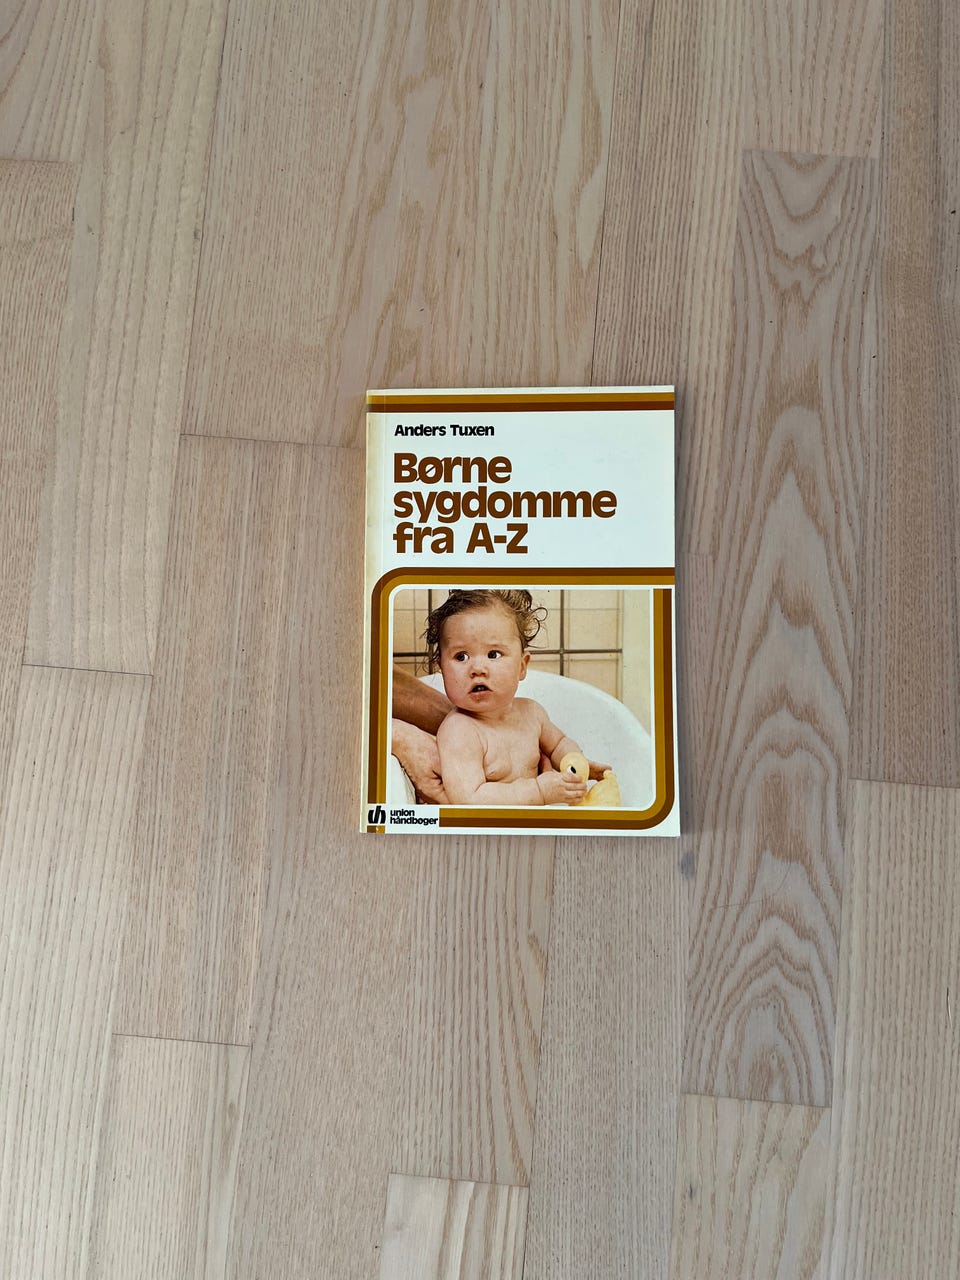 Anders Tuxen
Børne
sygdomme
fra A-Z
union
håndbøger